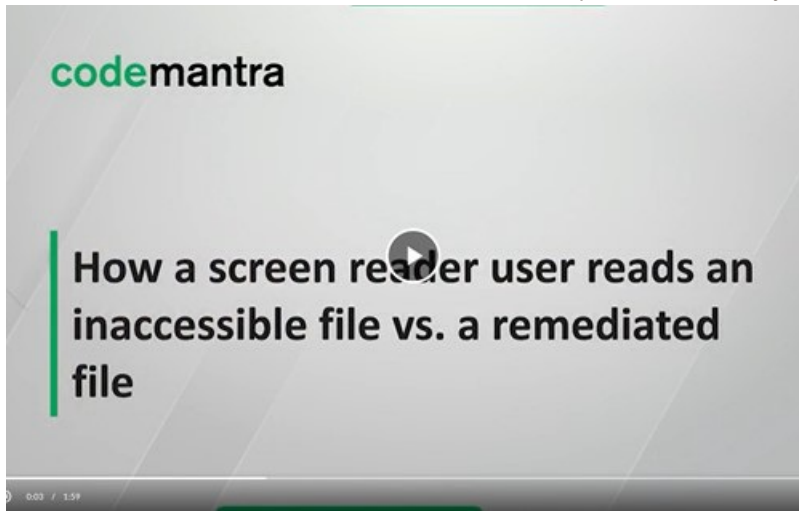 codemantra
How a screen reader user reads an
inaccessible file vs. a remediated
file
0:03 / 1:59